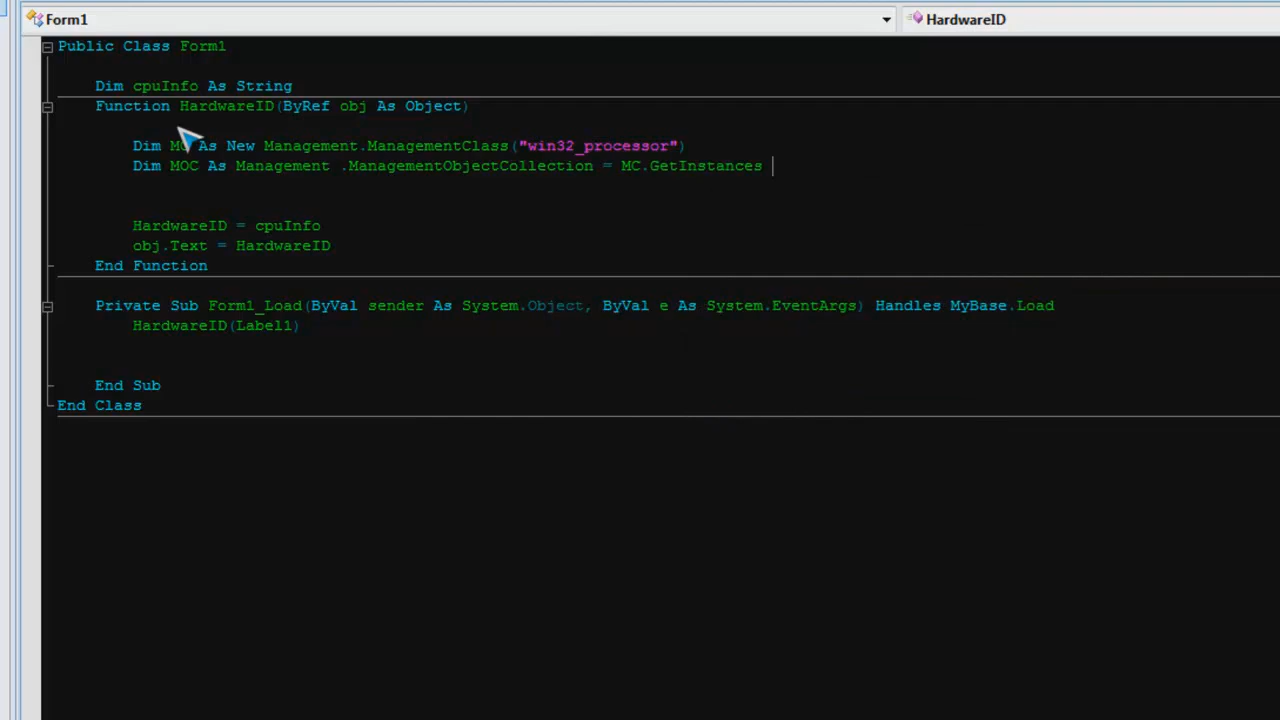 Form1
HardwareID
Public Class Form1
Dim cpuInfo As String
Function HardwareID(ByRef obj As Object)
Dim MC As New Management.ManagementClass("win32_processor")
Dim MOC As Management .ManagementObjectCollection = MC.GetInstances
HardwareID = cpuInfo
obj.Text = HardwareID
End Function
Private Sub Form1_Load(ByVal sender As System.Object, ByVal e As System.EventArgs) Handles MyBase.Load
HardwareID(Label1)
End Sub
End Class